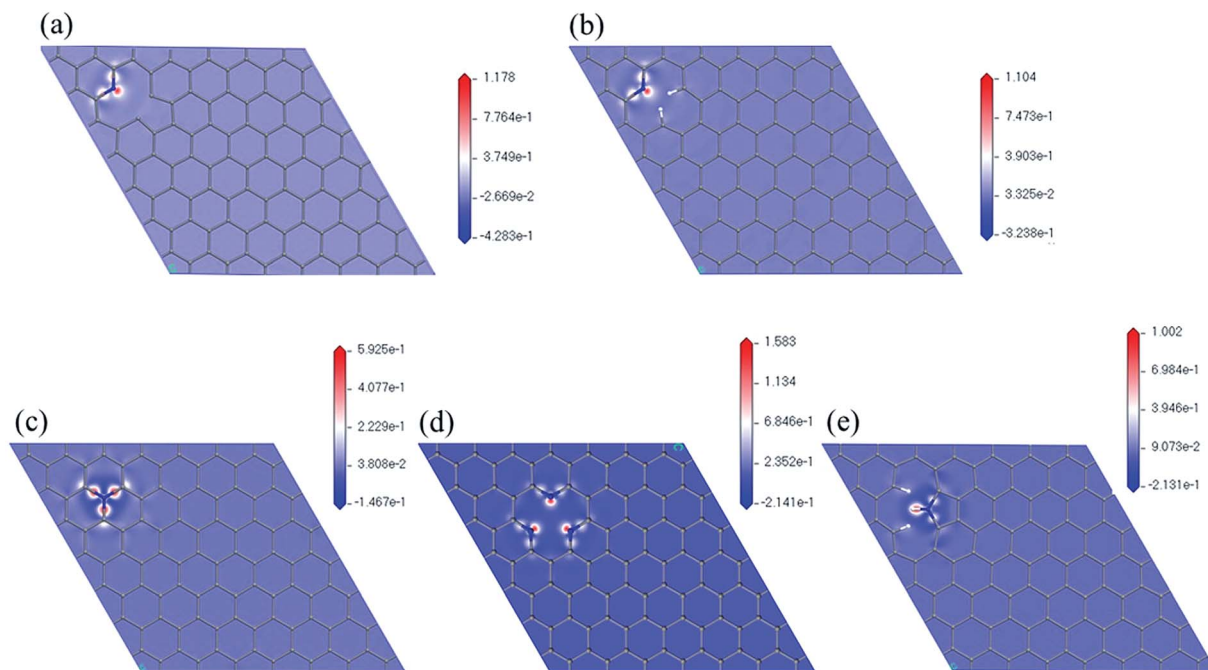 (a)
1.178
7.764e-1
3.749e-1
-2.669e-2
-4.283e-1
(b)
1.104
7.473e-1
3.903e-1
3.325e-2
-3.238e-1
(c)
5.925e-1
4.077e-1
2.229e-1
3.808e-2
-1.467e-1
(d)
1.583
1.134
6.846e-1
2.352e-1
-2.141e-1
(e)
1.002
6.984e-1
3.946e-1
9.073e-2
-2.131e-1